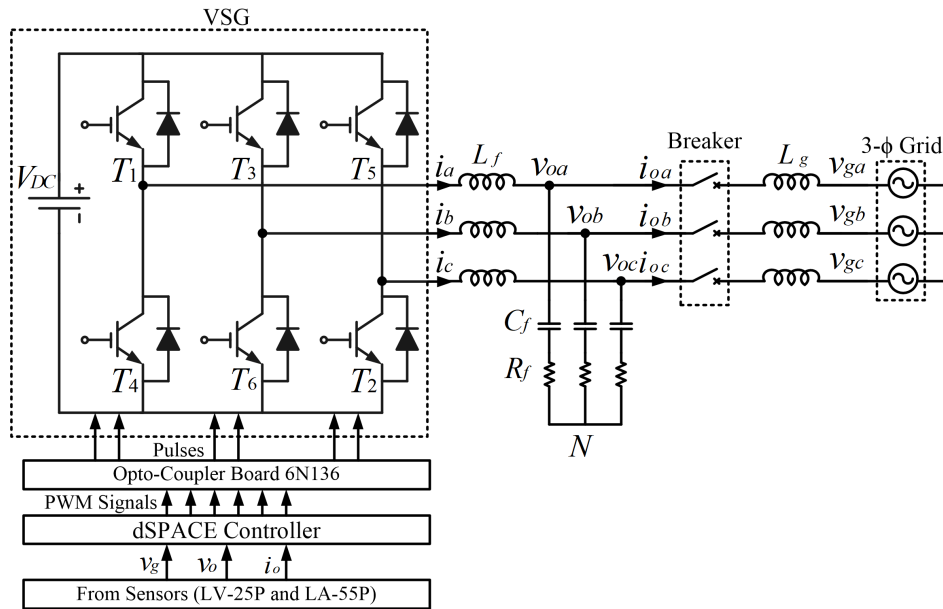 VSG
V_DC
+
T1
T3
T5
T4
T6
T2
i_a
L_f
v_oa
i_oa
Breaker
L_g
v_ga
3-ϕ Grid
i_b
v_ob
i_ob
v_gb
i_c
v_oc
i_oc
v_gc
C_f
R_f
N
Pulses
Opto-Coupler Board 6N136
PWM Signals
dSPACE Controller
v_g
v_o
i_o
From Sensors (LV-25P and LA-55P)